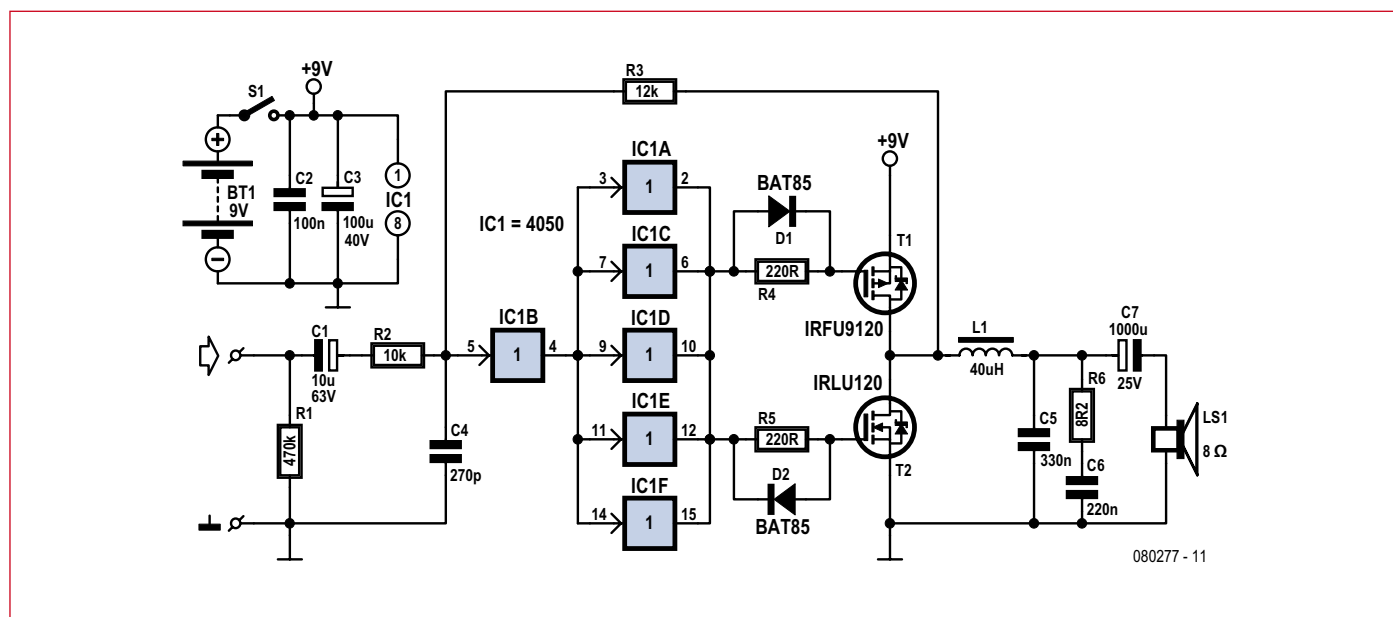 +9V
S1
+
BT1
9V
–
C2
100n
C3
100u
40V
1
IC1
8
R3
12k
C1
10u
63V
R2
10k
R1
470k
C4
270p
IC1B
5
1
4
IC1 = 4050
IC1A
3
1
2
IC1C
7
1
6
IC1D
9
1
10
IC1E
11
1
12
IC1F
14
1
15
BAT85
D1
220R
R4
R5
220R
D2
BAT85
+9V
T1
IRFU9120
IRLU120
T2
L1
40uH
C5
330n
R6
8R2
C6
220n
C7
1000u
25V
LS1
8 Ω
080277 - 11